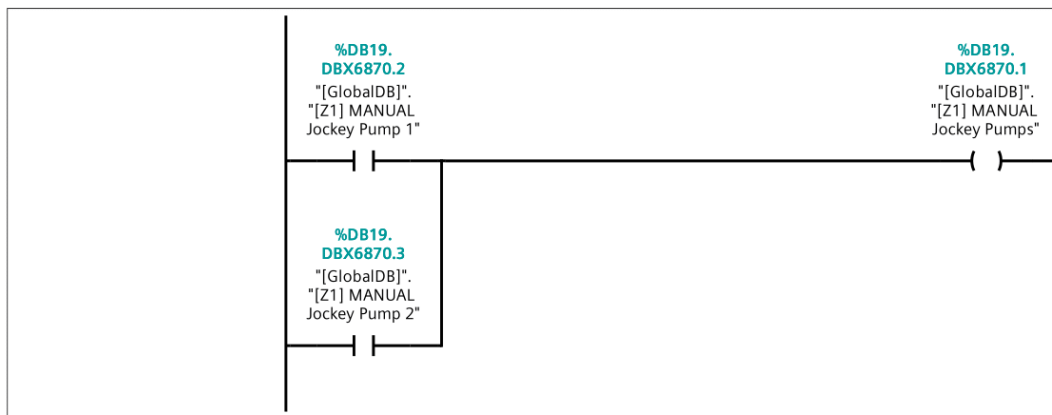 %DB19.
DBX6870.2
"[GlobalDB]".
"[Z1] MANUAL
Jockey Pump 1"
%DB19.
DBX6870.1
"[GlobalDB]".
"[Z1] MANUAL
Jockey Pumps"
%DB19.
DBX6870.3
"[GlobalDB]".
"[Z1] MANUAL
Jockey Pump 2"